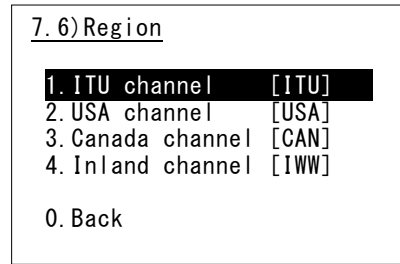 7.6)Region
1.ITU channel [ITU]
2.USA channel [USA]
3.Canada channel [CAN]
4.Inland channel [IWW]
0.Back